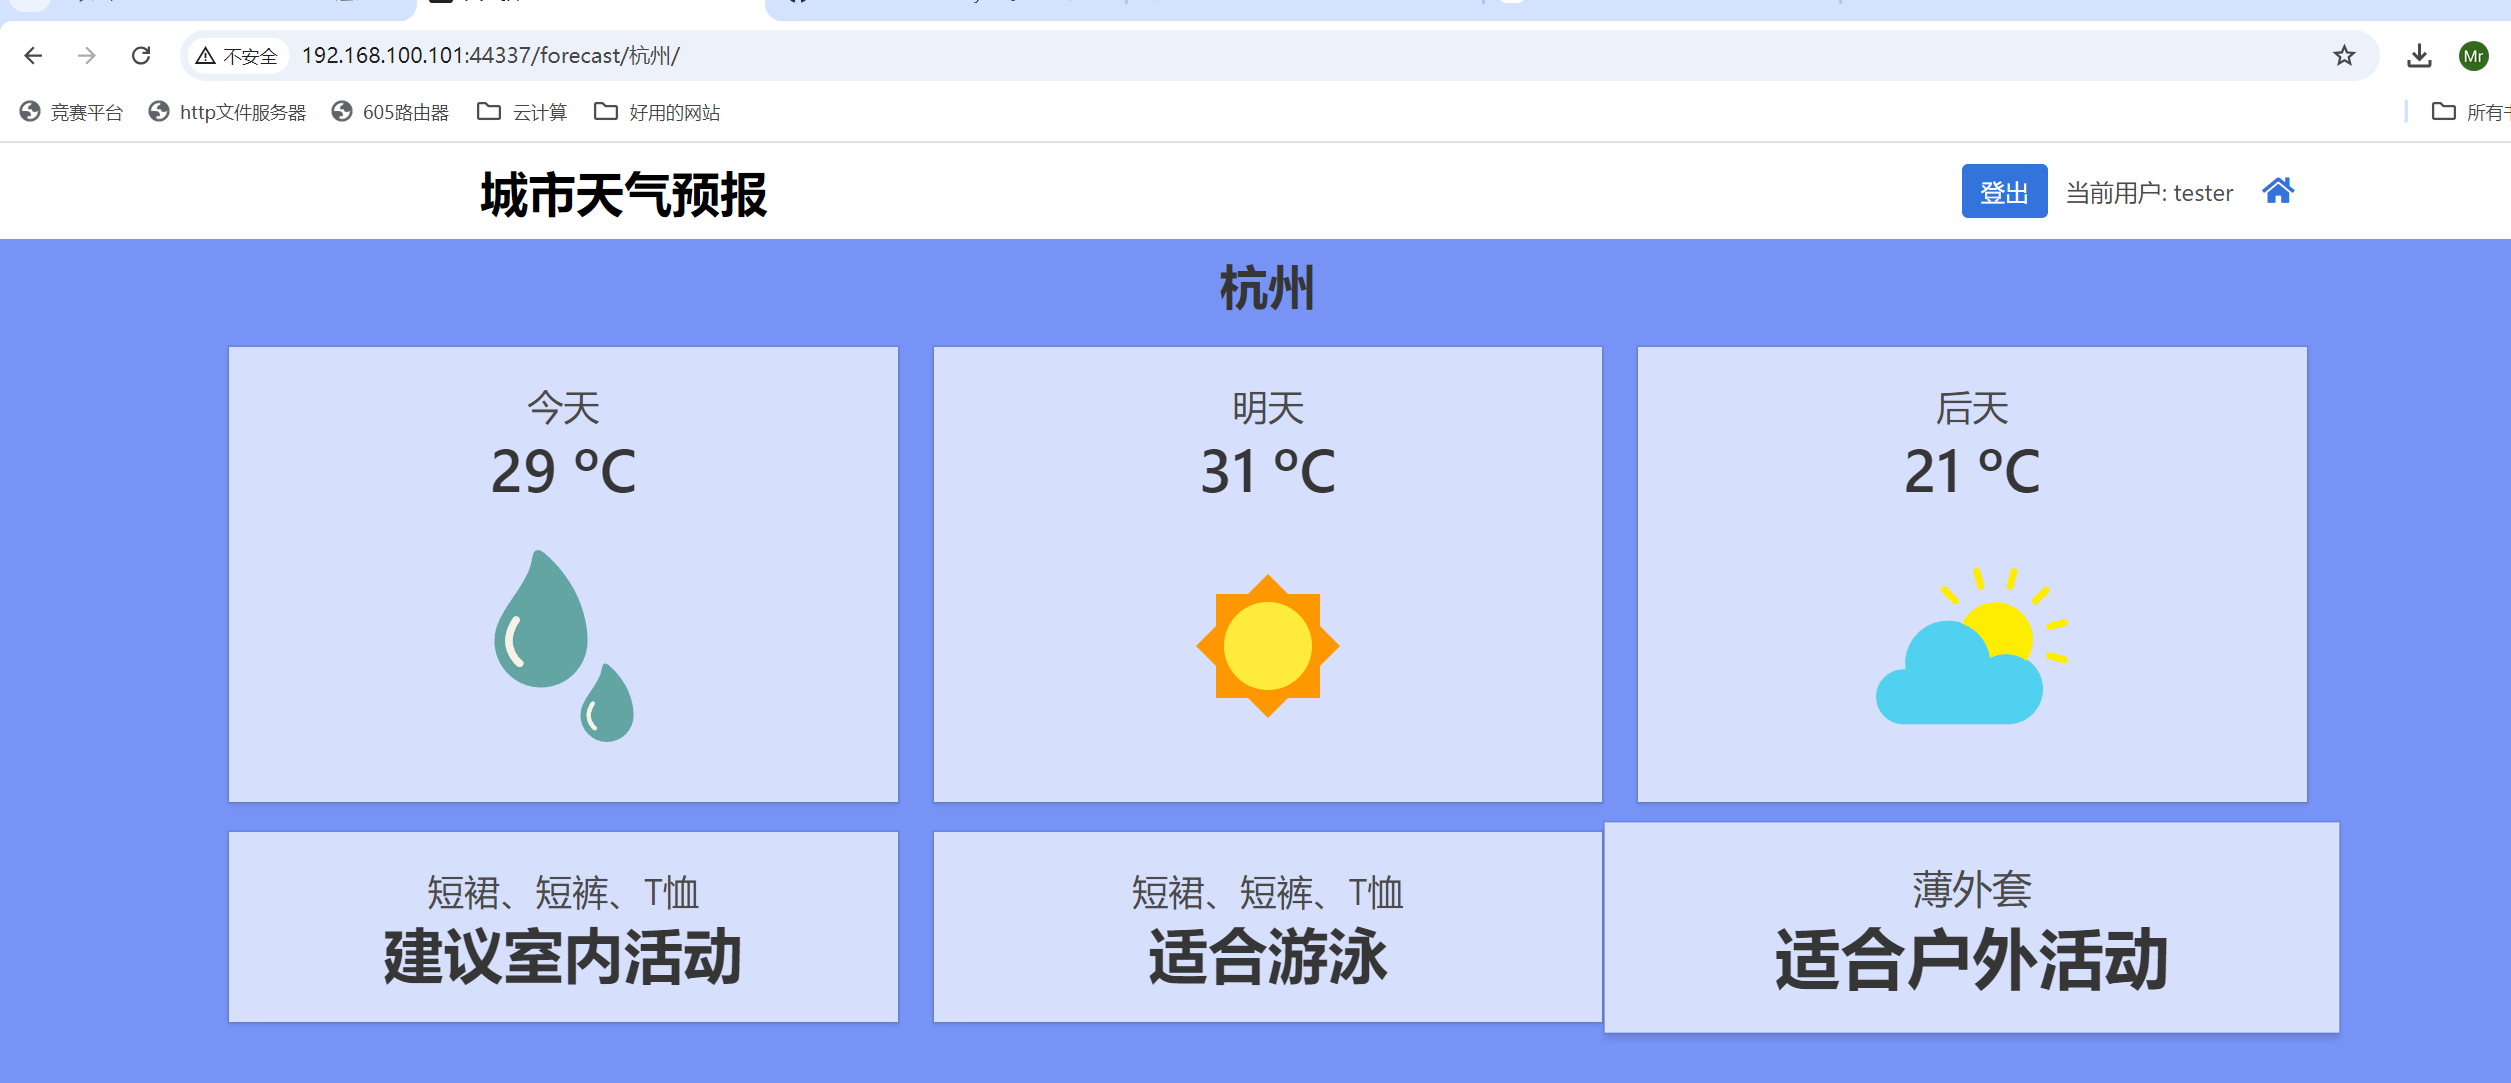 不安全 192.168.100.101:44337/forecast/杭州/
Mr
竞赛平台 http文件服务器 605路由器 云计算 好用的网站 所有
城市天气预报
登出 当前用户: tester
杭州
今天
29 °C
明天
31 °C
后天
21 °C
短裙、短裤、T恤
建议室内活动
短裙、短裤、T恤
适合游泳
薄外套
适合户外活动